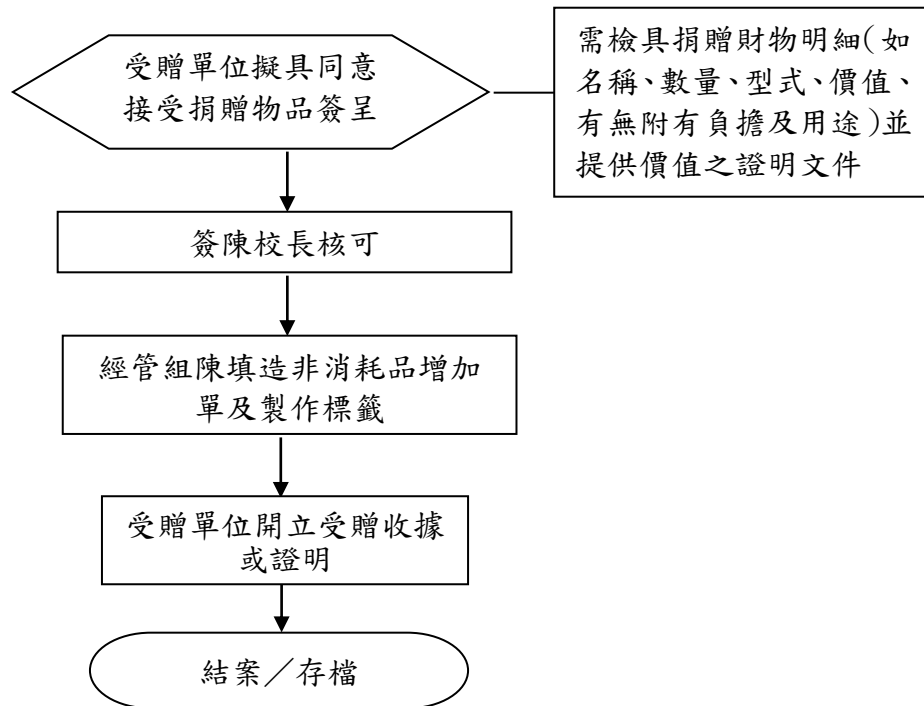 受贈單位擬具同意
接受捐贈物品簽呈
需檢具捐贈財物明細(如
名稱、數量、型式、價值、
有無附有負擔及用途)並
提供價值之證明文件
簽陳校長核可
經管組陳填造非消耗品增加
單及製作標籤
受贈單位開立受贈收據
或證明
結案／存檔